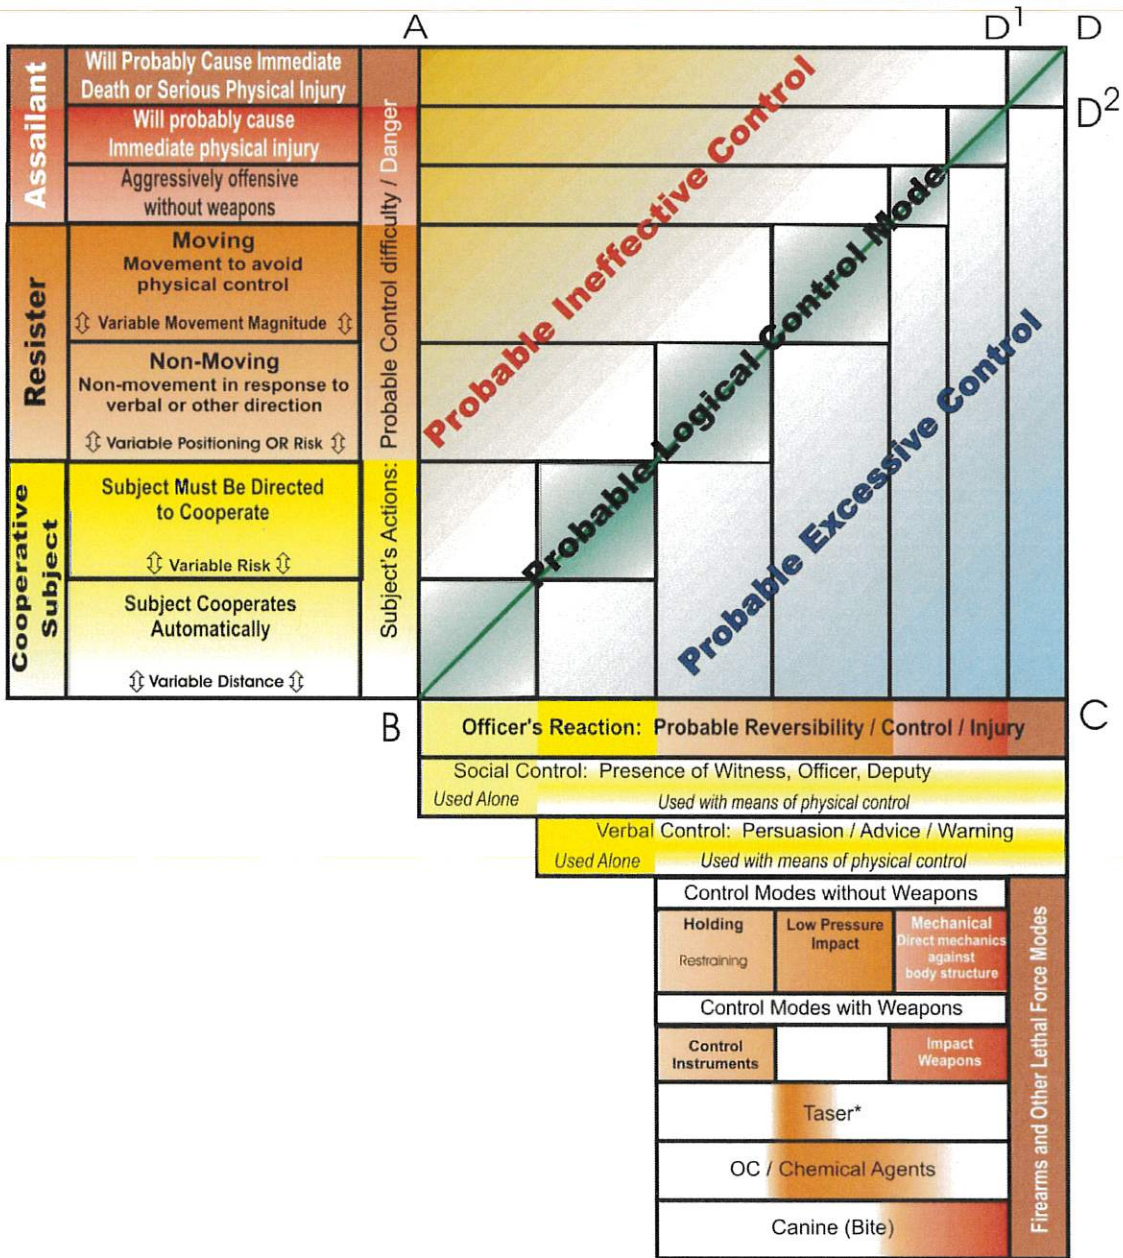 A
D1
D
D2
B
C
Assailant
Will Probably Cause Immediate
Death or Serious Physical Injury
Will probably cause
Immediate physical injury
Aggressively offensive
without weapons
Resister
Moving
Movement to avoid
physical control
⇕ Variable Movement Magnitude ⇕
Non-Moving
Non-movement in response to
verbal or other direction
⇕ Variable Positioning OR Risk ⇕
Cooperative
Subject
Subject Must Be Directed
to Cooperate
⇕ Variable Risk ⇕
Subject Cooperates
Automatically
⇕ Variable Distance ⇕
Subject's Actions: Probable Control difficulty / Danger
Probable Ineffective Control
Probable Logical Control Mode
Probable Excessive Control
Officer's Reaction: Probable Reversibility / Control / Injury
Social Control: Presence of Witness, Officer, Deputy
Used Alone Used with means of physical control
Verbal Control: Persuasion / Advice / Warning
Used Alone Used with means of physical control
Control Modes without Weapons
Holding
Restraining
Low Pressure
Impact
Mechanical
Direct mechanics
against
body structure
Control Modes with Weapons
Control
Instruments
Impact
Weapons
Taser*
OC / Chemical Agents
Canine (Bite)
Firearms and Other Lethal Force Modes